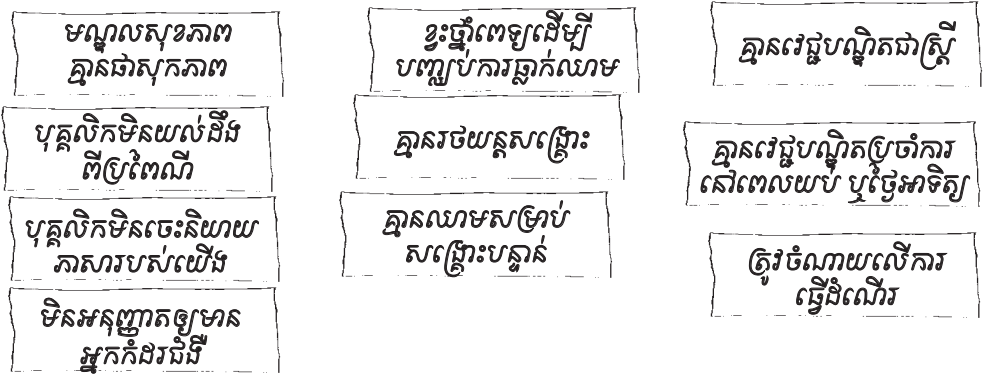 មណ្ឌលសុខភាព
គ្មានផាសុកភាព
បុគ្គលិកមិនយល់ដឹង
ពីប្រពៃណី
បុគ្គលិកមិនចេះនិយាយ
ភាសារបស់យើង
មិនអនុញ្ញាតឲ្យមាន
អ្នកកំដរជំងឺ
ខ្វះថ្នាំពេទ្យដើម្បី
បញ្ឈប់ការធ្លាក់ឈាម
គ្មានរថយន្តសង្គ្រោះ
គ្មានឈាមសម្រាប់
សង្គ្រោះបន្ទាន់
គ្មានវេជ្ជបណ្ឌិតជាស្ត្រី
គ្មានវេជ្ជបណ្ឌិតប្រចាំការ
នៅពេលយប់ ឬថ្ងៃអាទិត្យ
ត្រូវចំណាយលើការ
ធ្វើដំណើរ